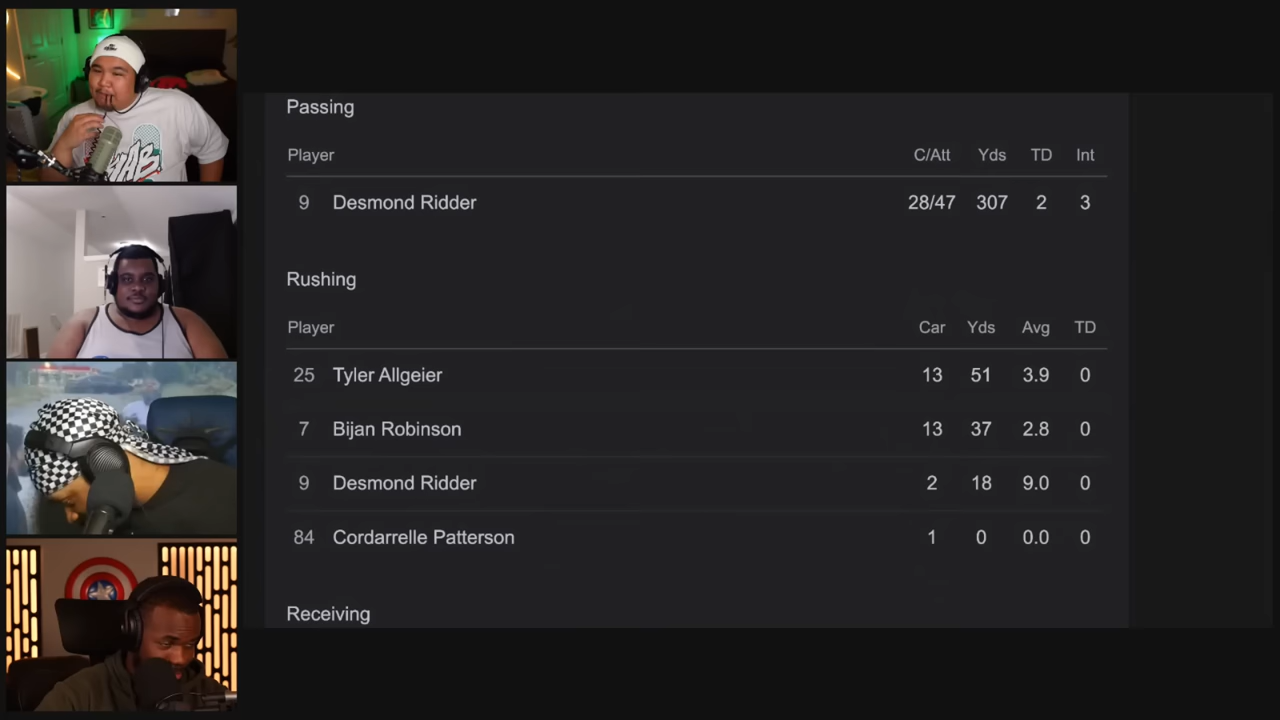 Passing
Player C/Att Yds TD Int
9 Desmond Ridder 28/47 307 2 3
Rushing
Player Car Yds Avg TD
25 Tyler Allgeier 13 51 3.9 0
7 Bijan Robinson 13 37 2.8 0
9 Desmond Ridder 2 18 9.0 0
84 Cordarrelle Patterson 1 0 0.0 0
Receiving